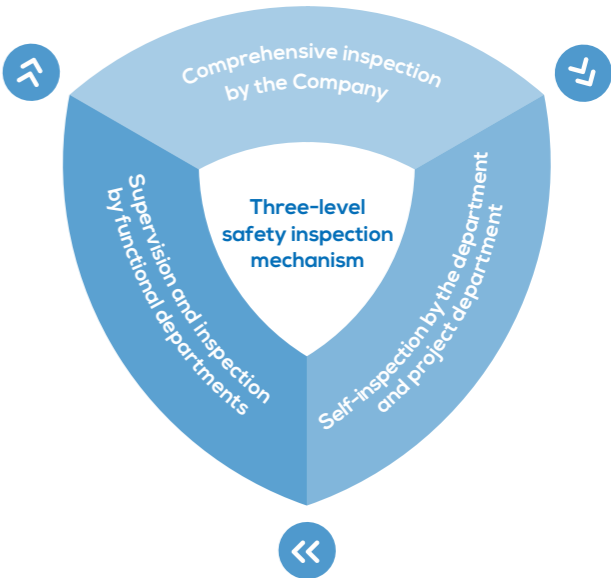 Comprehensive inspection
by the Company
Three-level
safety inspection
mechanism
Supervision and inspection
by functional departments
Self-inspection by the department
and project department